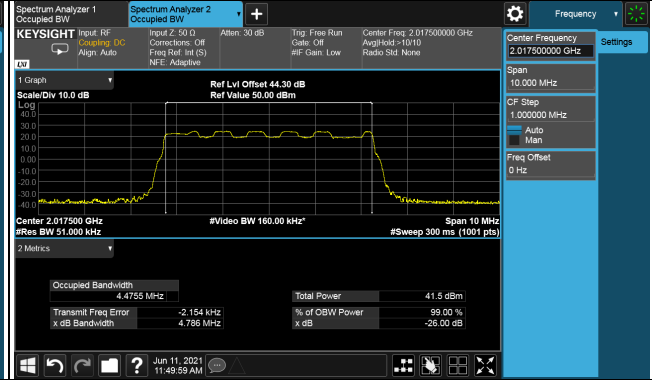 Spectrum Analyzer 1
Occupied BW
Spectrum Analyzer 2
Occupied BW
+
Frequency
KEYSIGHT
Input: RF
Coupling: DC
Align: Auto
Input Z: 50 Ω
Corrections: Off
Freq Ref: Int (S)
NFE: Adaptive
Atten: 30 dB
Trig: Free Run
Gate: Off
#IF Gain: Low
Center Freq: 2.017500000 GHz
Avg|Hold:>10/10
Radio Std: None
LXI
Center Frequency
2.017500000 GHz
Settings
Span
10.000 MHz
CF Step
1.000000 MHz
Auto
Man
Freq Offset
0 Hz
1 Graph
Scale/Div 10.0 dB
Ref Lvl Offset 44.30 dB
Ref Value 50.00 dBm
Log
40.0
30.0
20.0
10.0
0.00
-10.0
-20.0
-30.0
-40.0
Center 2.017500 GHz
#Res BW 51.000 kHz
#Video BW 160.00 kHz*
Span 10 MHz
#Sweep 300 ms (1001 pts)
2 Metrics
Occupied Bandwidth
4.4755 MHz
Total Power 41.5 dBm
Transmit Freq Error -2.154 kHz
% of OBW Power 99.00 %
x dB Bandwidth 4.786 MHz
x dB -26.00 dB
?
Jun 11, 2021
11:49:59 AM